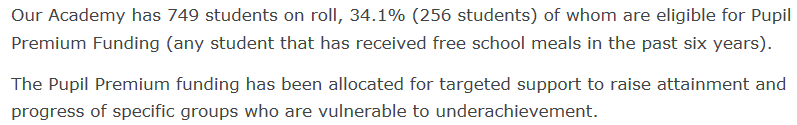 Our Academy has 749 students on roll, 34.1% (256 students) of whom are eligible for Pupil
Premium Funding (any student that has received free school meals in the past six years).
The Pupil Premium funding has been allocated for targeted support to raise attainment and
progress of specific groups who are vulnerable to underachievement.